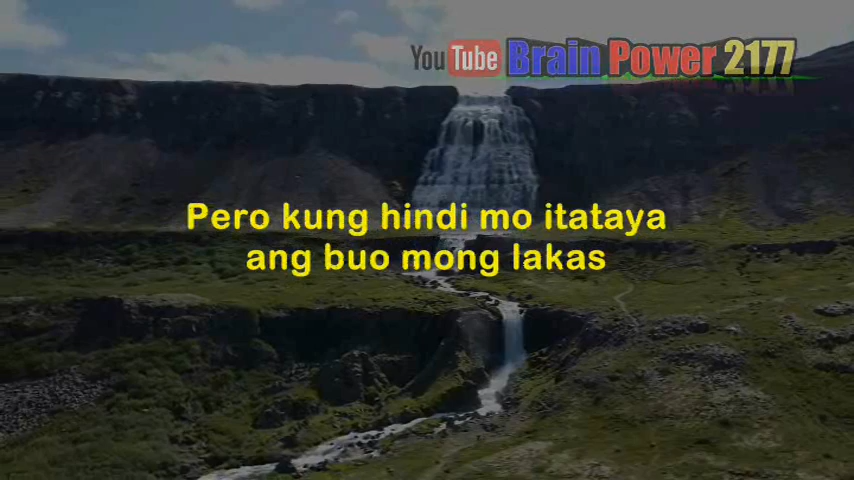 YouTube Brain Power 2177
Pero kung hindi mo itataya
ang buo mong lakas